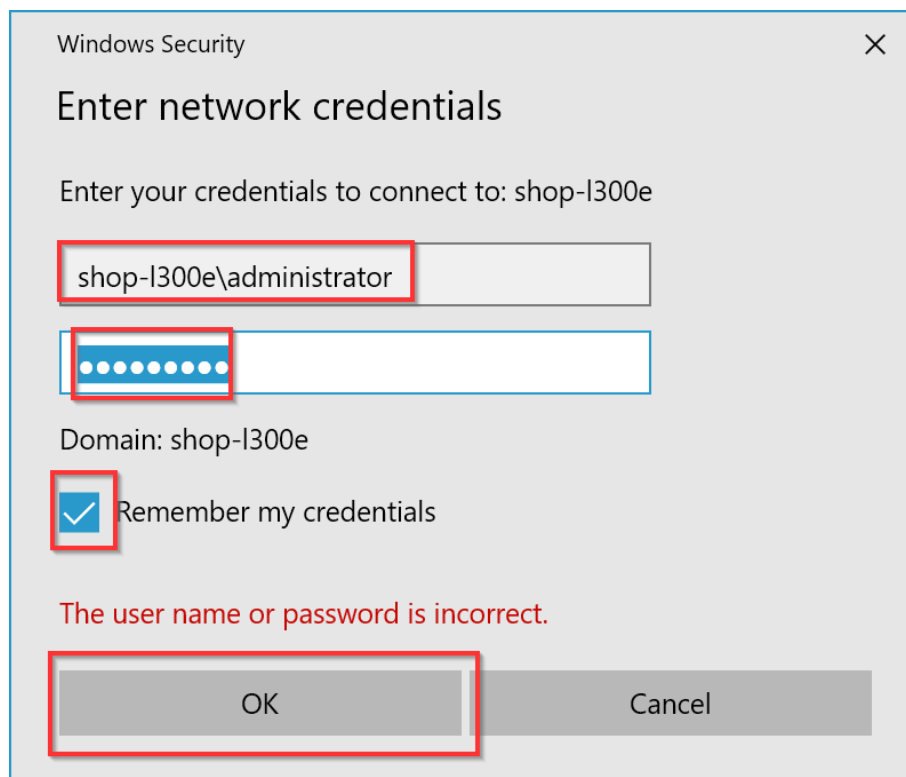 Windows Security
Enter network credentials
Enter your credentials to connect to: shop-l300e
shop-l300e\administrator
●●●●●●●●●
Domain: shop-l300e
Remember my credentials
The user name or password is incorrect.
OK
Cancel